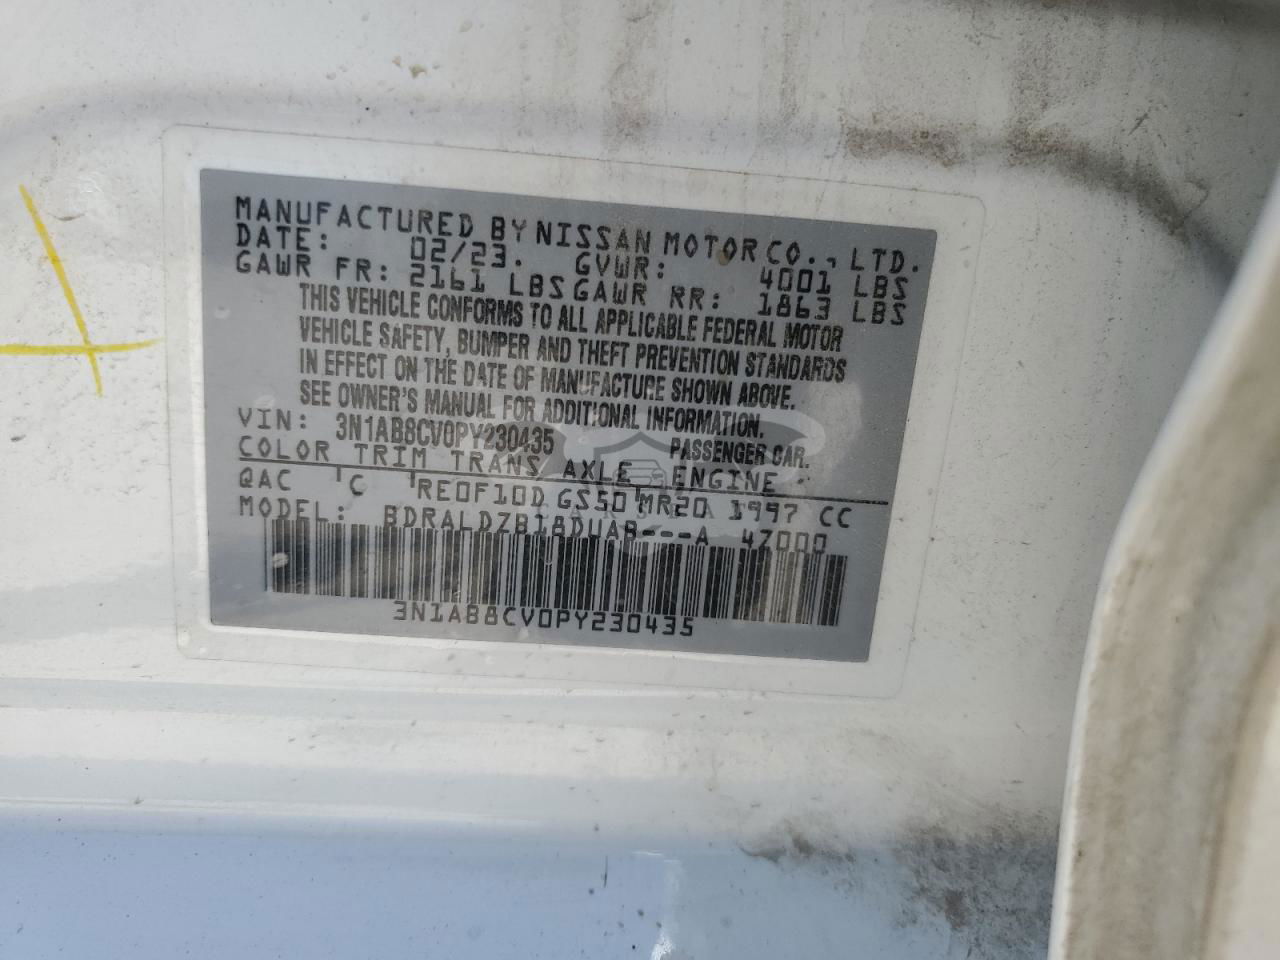 MANUFACTURED BY NISSAN MOTOR CO., LTD.
DATE: 02/23. GVWR: 4001 LBS
GAWR FR: 2161 LBS GAWR RR: 1863 LBS
THIS VEHICLE CONFORMS TO ALL APPLICABLE FEDERAL MOTOR
VEHICLE SAFETY, BUMPER AND THEFT PREVENTION STANDARDS
IN EFFECT ON THE DATE OF MANUFACTURE SHOWN ABOVE.
SEE OWNER'S MANUAL FOR ADDITIONAL INFORMATION.
VIN: 3N1AB8CV0PY230435 PASSENGER CAR.
COLOR TRIM TRANS AXLE ENGINE
QAC C RE0F10D GS50 MR20 1997 CC
MODEL: BDRALDZB18DUAB---A 47000
3N1AB8CV0PY230435